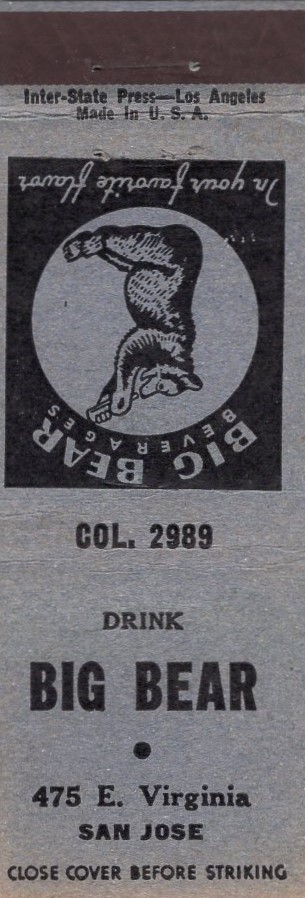 Inter-State Press—Los Angeles
Made in U. S. A.
BIG BEAR
BEVERAGES
In your favorite flavor
COL. 2989
DRINK
BIG BEAR
475 E. Virginia
SAN JOSE
CLOSE COVER BEFORE STRIKING